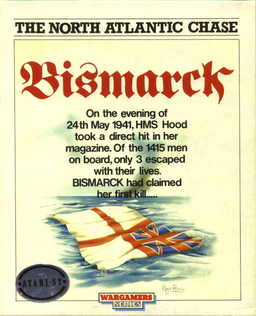 THE NORTH ATLANTIC CHASE
Bismarck
On the evening of
24th May 1941, HMS Hood
took a direct hit in her
magazine. Of the 1415 men
on board, only 3 escaped
with their lives.
BISMARCK had claimed
her first kill.....
ATARI ST
WARGAMERS
SERIES